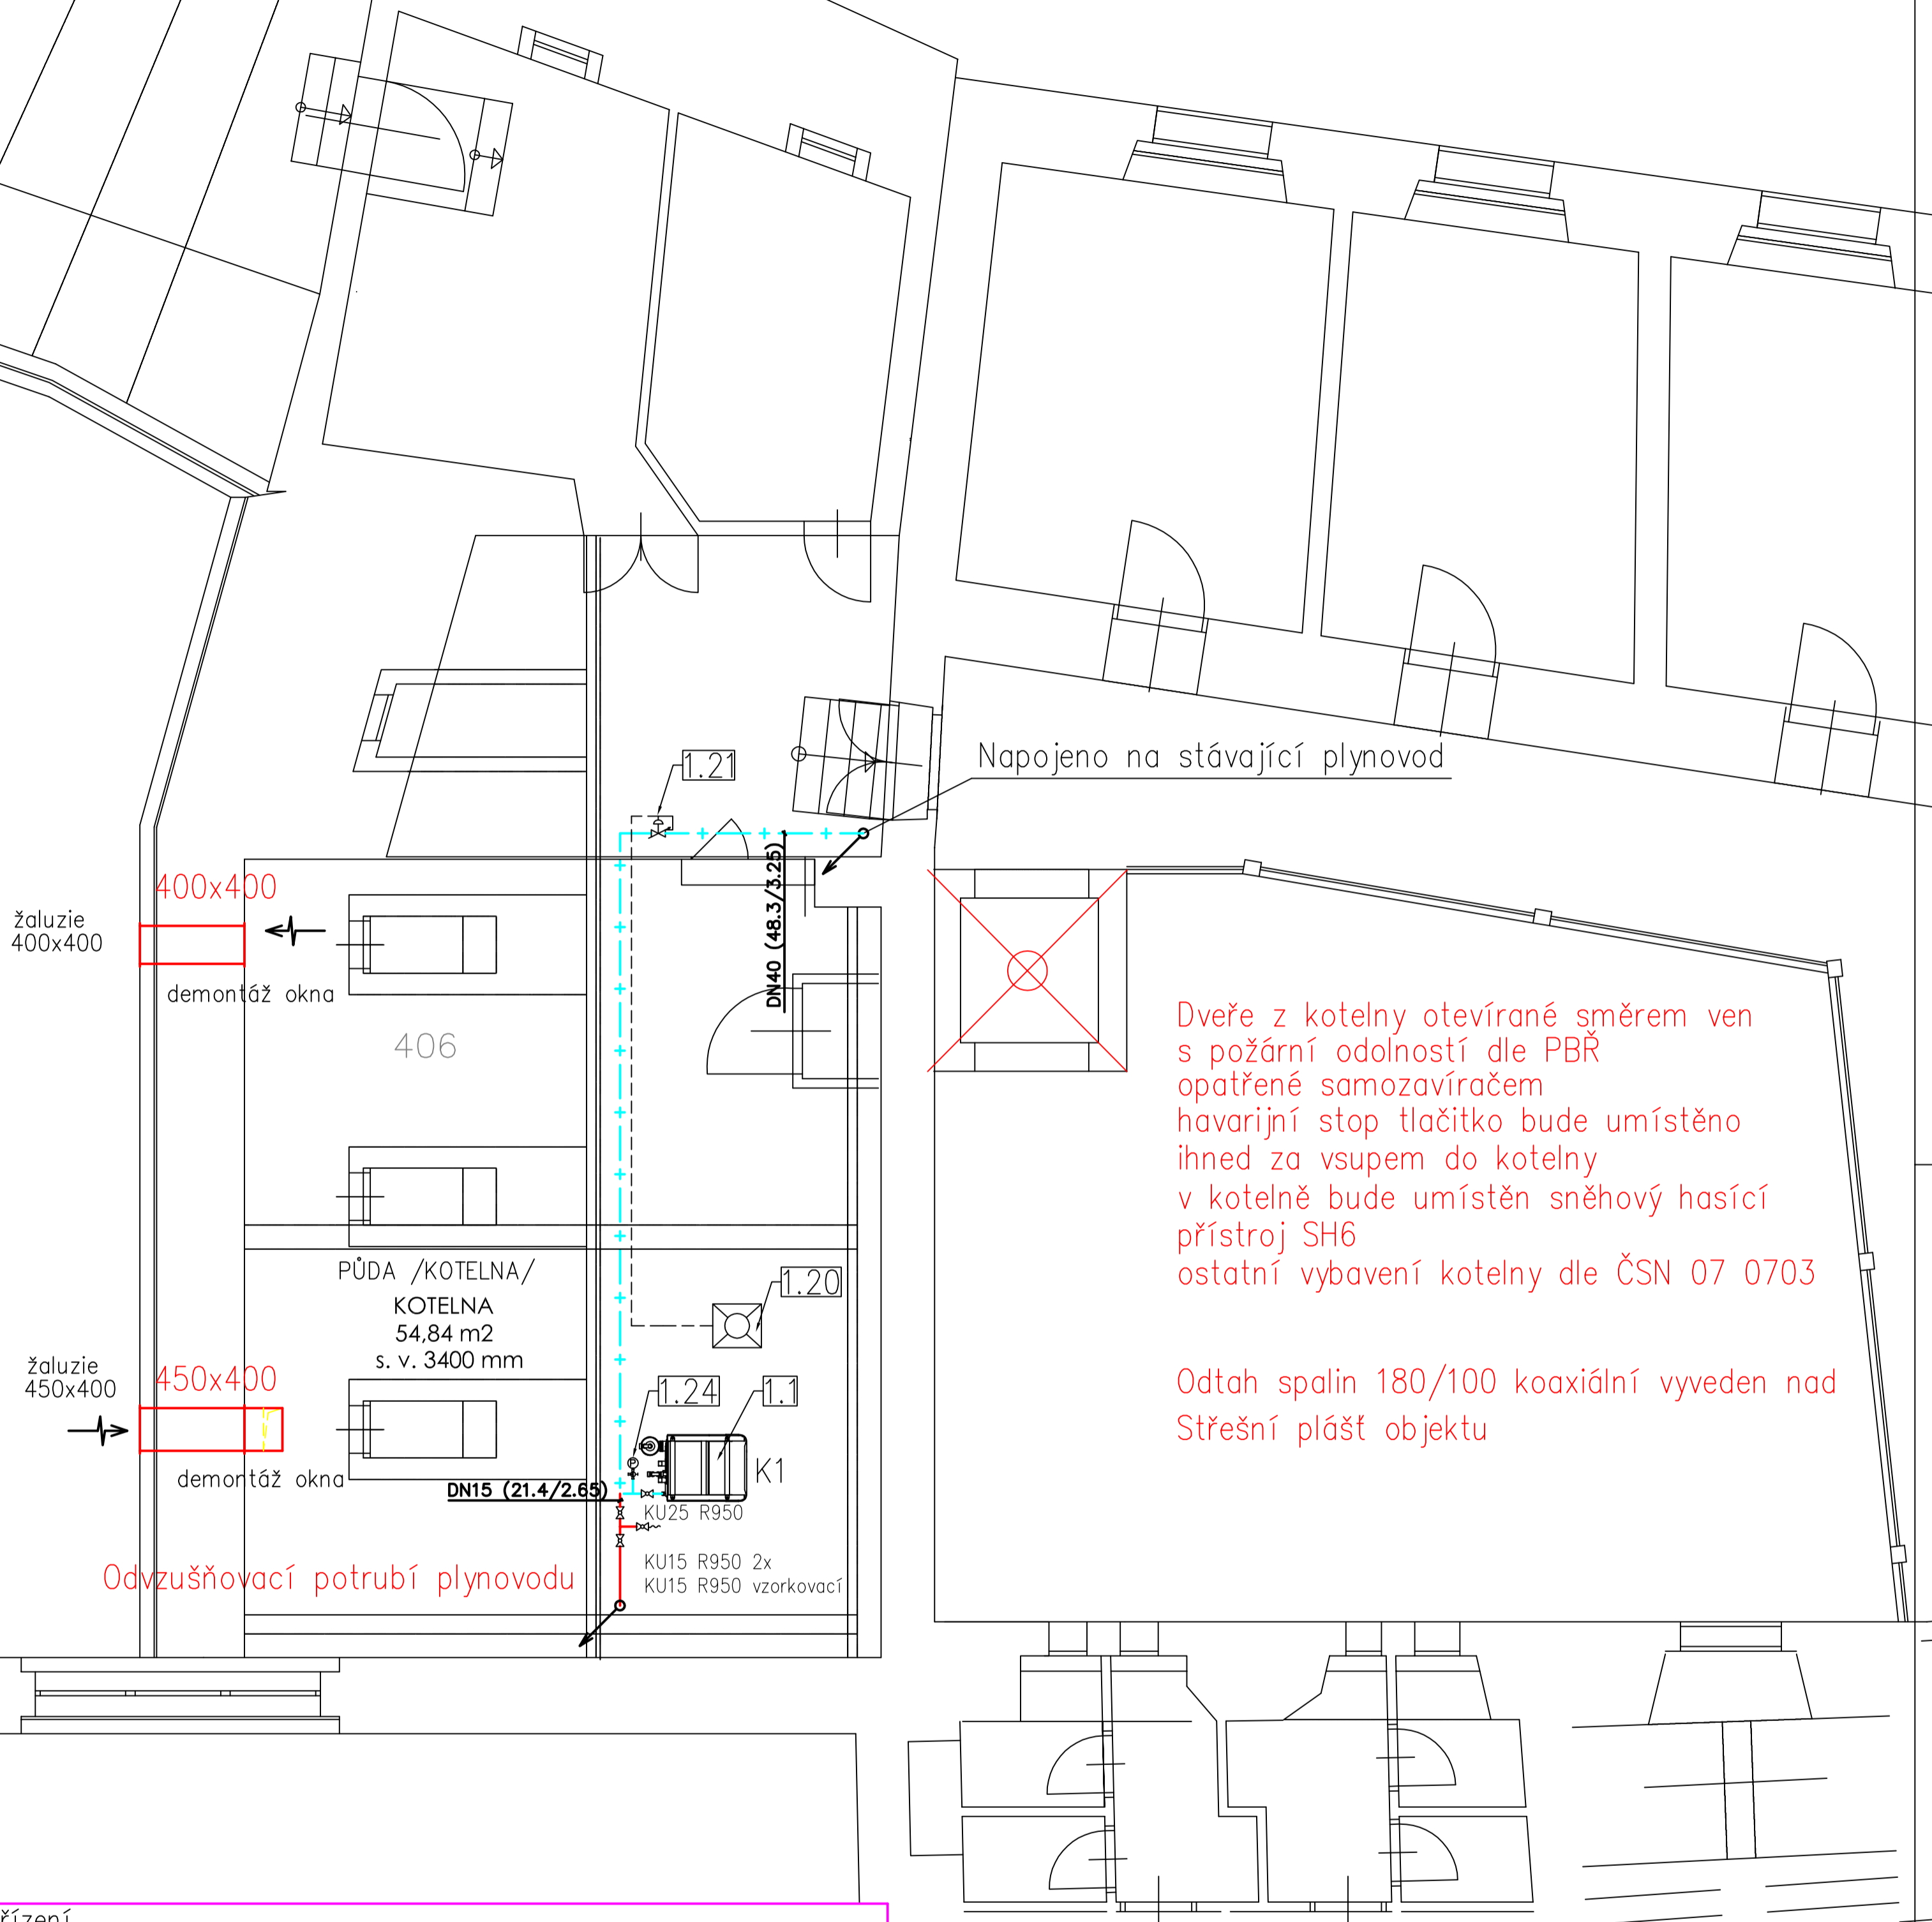 1.21
Napojeno na stávající plynovod
DN40 (48.3/3.25)
400x400
žaluzie
400x400
demontáž okna
406
Dveře z kotelny otevírané směrem ven
s požární odolností dle PBŘ
opatřené samozavíračem
havarijní stop tlačitko bude umístěno
ihned za vsupem do kotelny
v kotelně bude umístěn sněhový hasící
přístroj SH6
ostatní vybavení kotelny dle ČSN 07 0703
PŮDA /KOTELNA/
KOTELNA
54,84 m2
s. v. 3400 mm
1.20
žaluzie
450x400
450x400
1.24
1.1
Odtah spalin 180/100 koaxiální vyveden nad
Střešní plášť objektu
demontáž okna
P
K1
DN15 (21.4/2.65)
KU25 R950
KU15 R950 2x
KU15 R950 vzorkovací
Odvzušňovací potrubí plynovodu